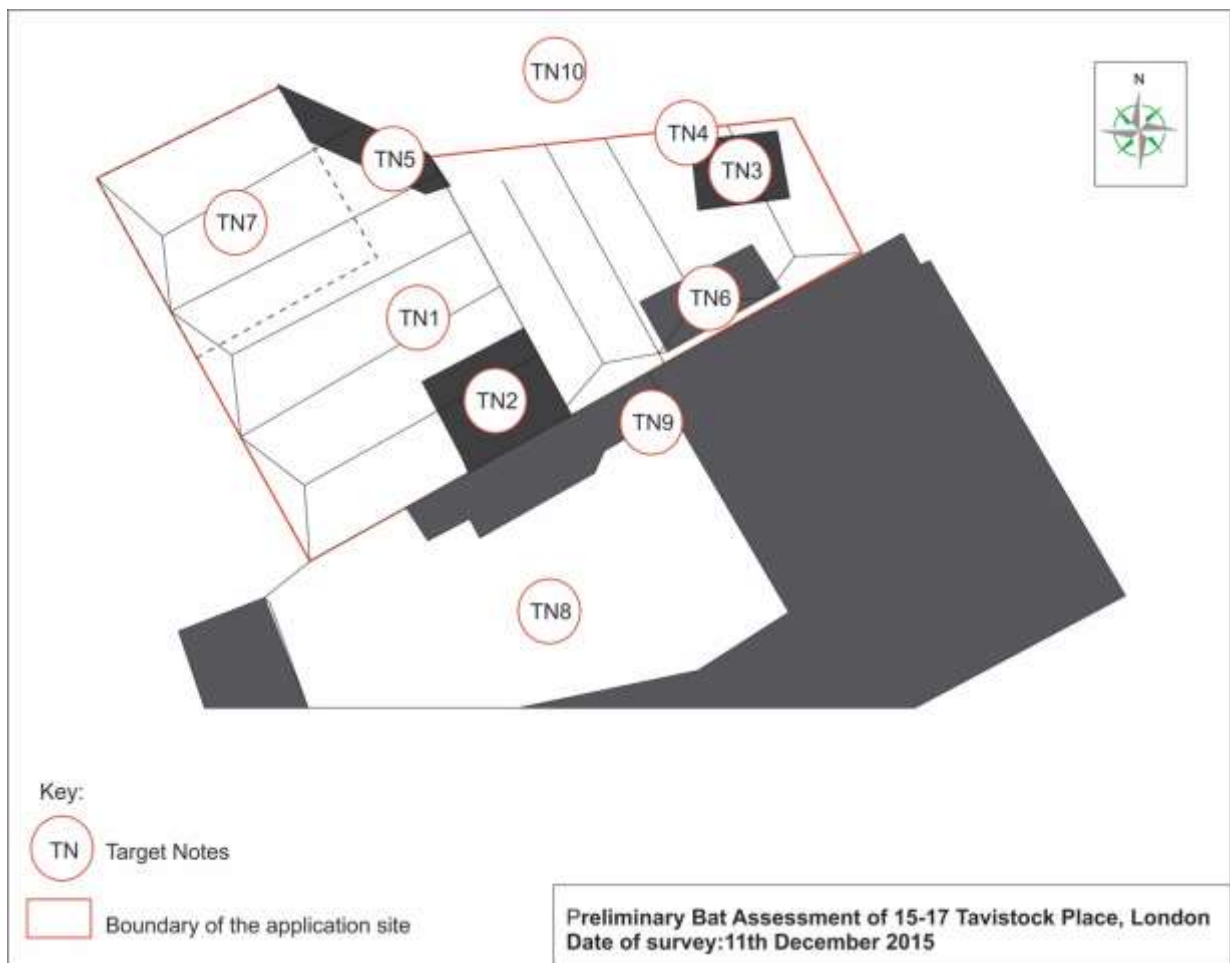 TN10
N
TN4
TN5
TN3
TN7
TN6
TN1
TN2
TN9
TN8
Key:
TN Target Notes
Boundary of the application site
Preliminary Bat Assessment of 15-17 Tavistock Place, London
Date of survey:11th December 2015